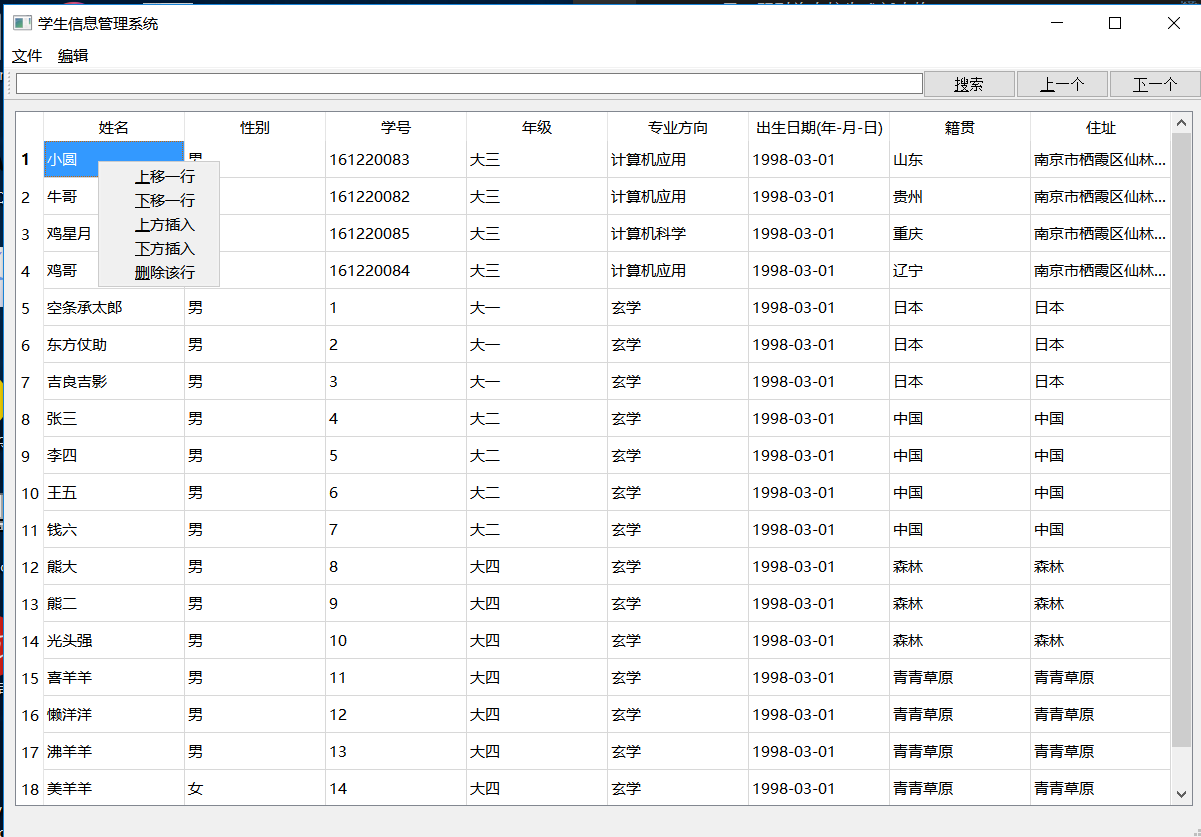 学生信息管理系统
文件 编辑
搜索 上一个 下一个
姓名 性别 学号 年级 专业方向 出生日期(年-月-日) 籍贯 住址
1 小圆 男 161220083 大三 计算机应用 1998-03-01 山东 南京市栖霞区仙林...
上移一行
2 牛哥 161220082 大三 计算机应用 1998-03-01 贵州 南京市栖霞区仙林...
下移一行
上方插入
3 鸡星月 161220085 大三 计算机科学 1998-03-01 重庆 南京市栖霞区仙林...
下方插入
4 鸡哥 161220084 大三 计算机应用 1998-03-01 辽宁 南京市栖霞区仙林...
删除该行
5 空条承太郎 男 1 大一 玄学 1998-03-01 日本 日本
6 东方仗助 男 2 大一 玄学 1998-03-01 日本 日本
7 吉良吉影 男 3 大一 玄学 1998-03-01 日本 日本
8 张三 男 4 大二 玄学 1998-03-01 中国 中国
9 李四 男 5 大二 玄学 1998-03-01 中国 中国
10 王五 男 6 大二 玄学 1998-03-01 中国 中国
11 钱六 男 7 大二 玄学 1998-03-01 中国 中国
12 熊大 男 8 大四 玄学 1998-03-01 森林 森林
13 熊二 男 9 大四 玄学 1998-03-01 森林 森林
14 光头强 男 10 大四 玄学 1998-03-01 森林 森林
15 喜羊羊 男 11 大四 玄学 1998-03-01 青青草原 青青草原
16 懒洋洋 男 12 大四 玄学 1998-03-01 青青草原 青青草原
17 沸羊羊 男 13 大四 玄学 1998-03-01 青青草原 青青草原
18 美羊羊 女 14 大四 玄学 1998-03-01 青青草原 青青草原